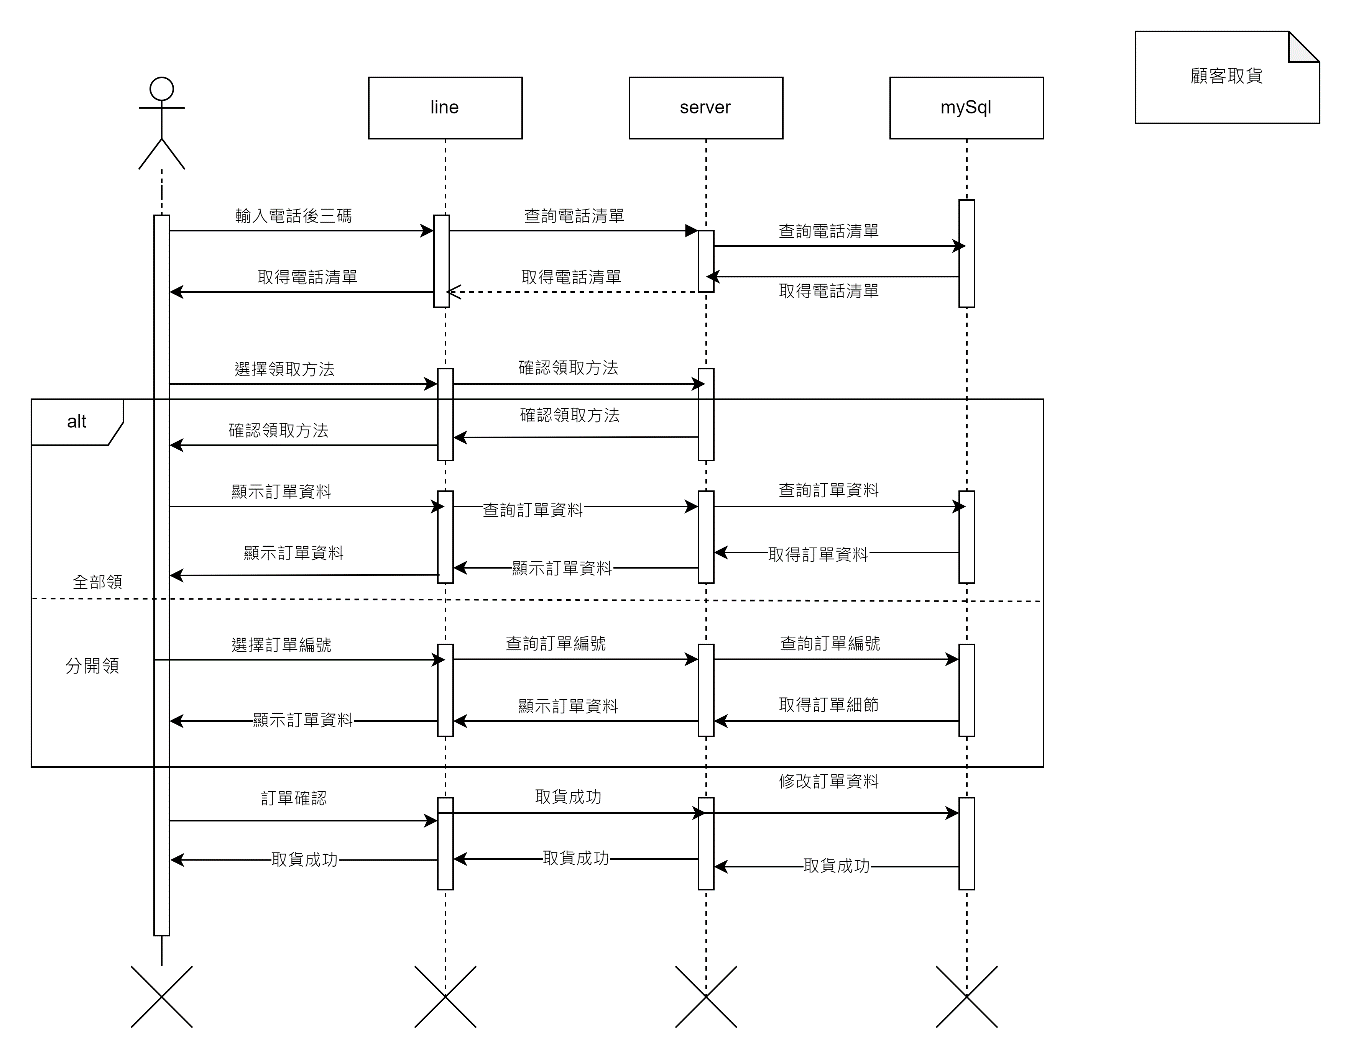 顧客取貨
line
server
mySql
輸入電話後三碼
查詢電話清單
查詢電話清單
取得電話清單
取得電話清單
取得電話清單
選擇領取方法
確認領取方法
alt
確認領取方法
確認領取方法
顯示訂單資料
查詢訂單資料
查詢訂單資料
顯示訂單資料
顯示訂單資料
取得訂單資料
全部領
選擇訂單編號
查詢訂單編號
查詢訂單編號
分開領
顯示訂單資料
顯示訂單資料
取得訂單細節
修改訂單資料
訂單確認
取貨成功
取貨成功
取貨成功
取貨成功